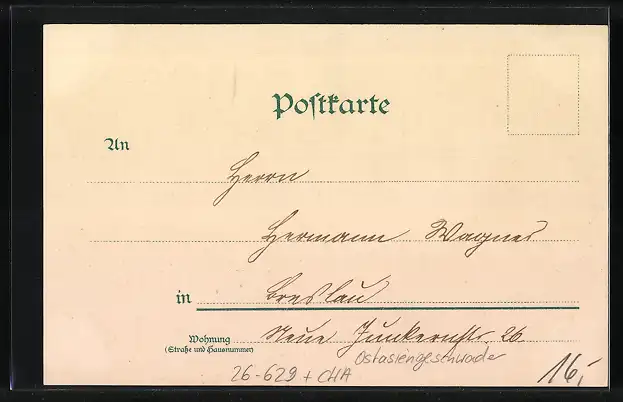 Postkarte
An
Herrn
Hermann Wagner
in Breslau
Wohnung Neue Junkernstr. 26
(Straße und Hausnummer)
Ostasiengeschwader
26-629 + CHA
16,-